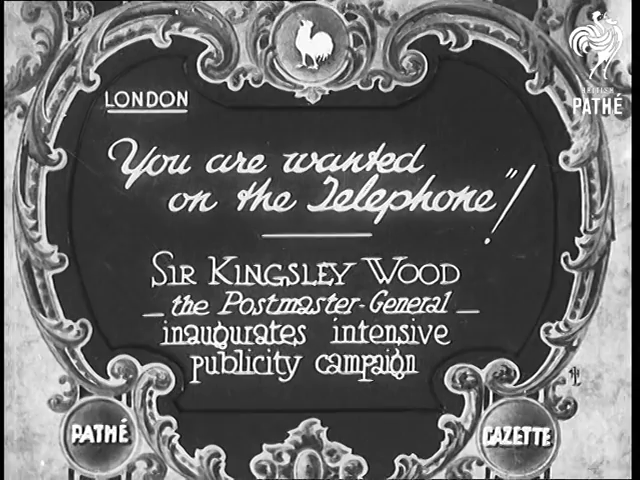 BRITISH
PATHÉ
LONDON
You are wanted
on the Telephone"!
SIR KINGSLEY WOOD
_ the Postmaster-General _
inaugurates intensive
publicity campaign
PATHÉ
GAZETTE